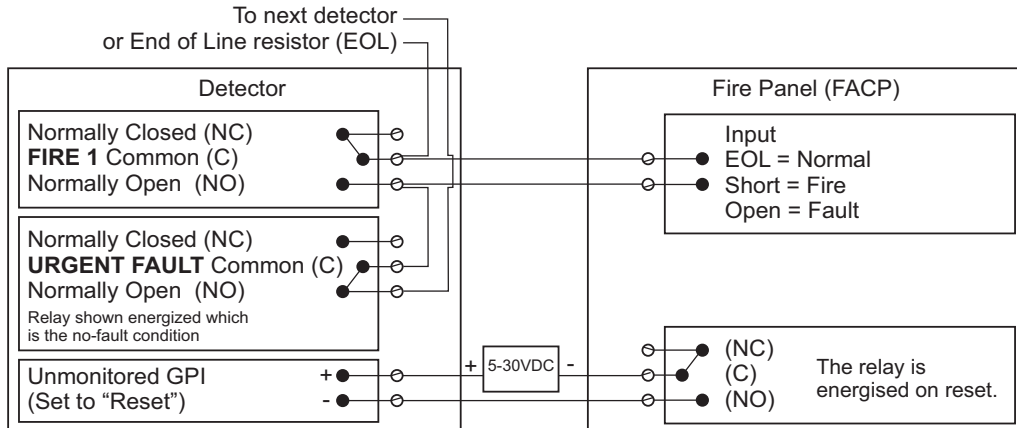 To next detector
or End of Line resistor (EOL)
Detector
Normally Closed (NC)
FIRE 1 Common (C)
Normally Open (NO)
Normally Closed (NC)
URGENT FAULT Common (C)
Normally Open (NO)
Relay shown energized which
is the no-fault condition
Unmonitored GPI
(Set to “Reset”)
+
-
+
5-30VDC
-
Fire Panel (FACP)
Input
EOL = Normal
Short = Fire
Open = Fault
(NC)
(C)
(NO)
The relay is
energised on reset.